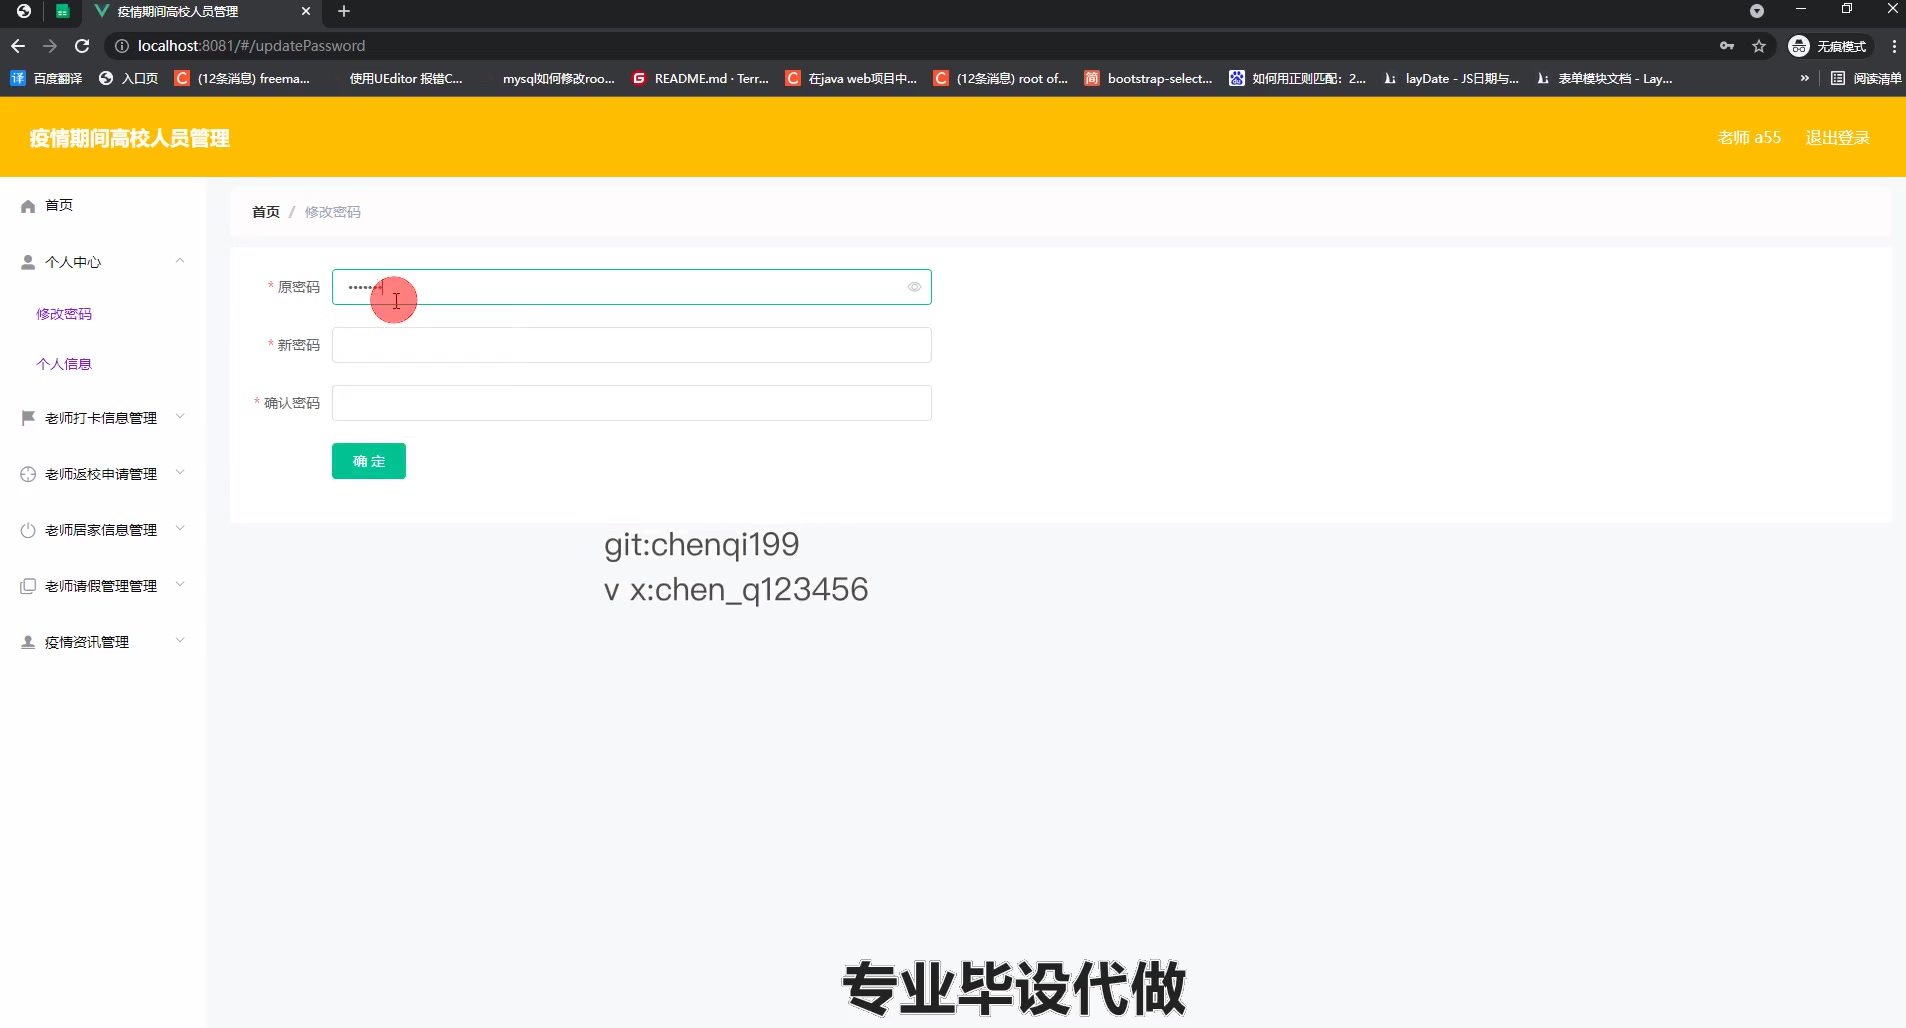 疫情期间高校人员管理
localhost:8081/#/updatePassword
无痕模式
百度翻译 入口页 (12条消息) freema... 使用UEditor 报错C... mysql如何修改roo... README.md · Terr... 在java web项目中... (12条消息) root of... bootstrap-select... 如何用正则匹配：2... layDate - JS日期与... 表单模块文档 - Lay... » 阅读清单
疫情期间高校人员管理
老师 a55 退出登录
首页
个人中心
修改密码
个人信息
老师打卡信息管理
老师返校申请管理
老师居家信息管理
老师请假管理管理
疫情资讯管理
首页 / 修改密码
* 原密码
* 新密码
* 确认密码
确 定
git:chenqi199
v x:chen_q123456
专业毕设代做